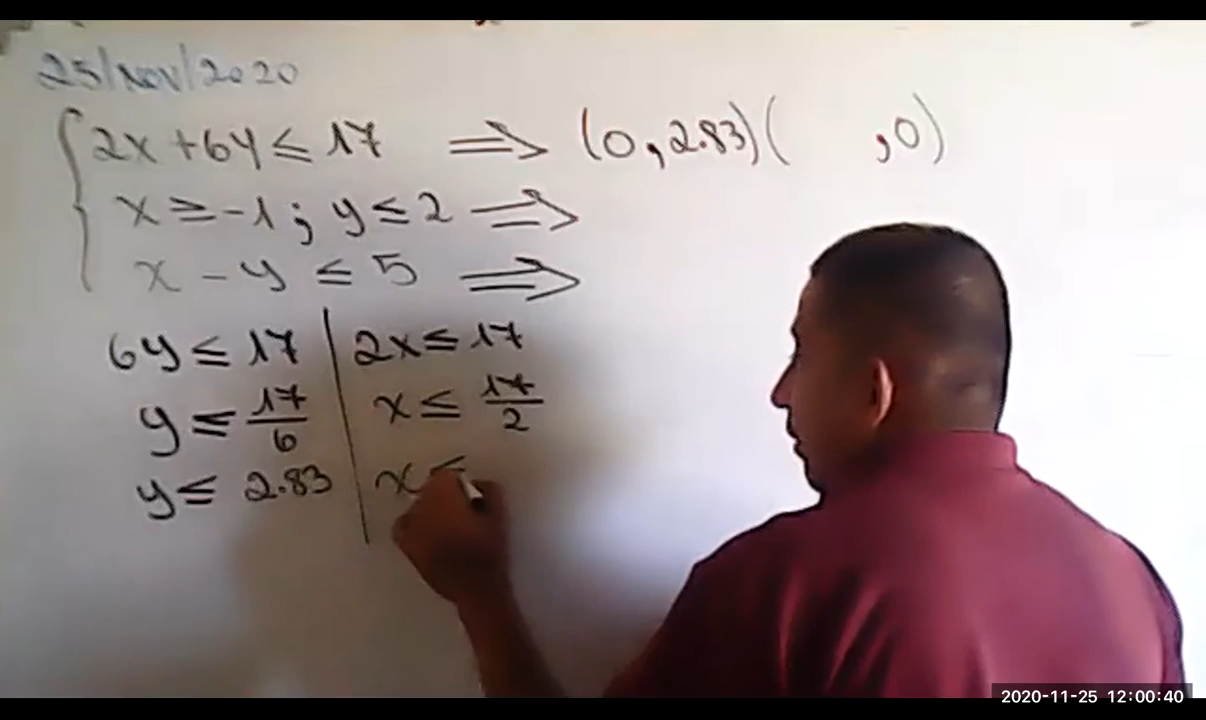 25/Nov/2020
2x + 6y ≤ 17 ⟹ (0, 2.83) ( , 0)
x ≥ -1 ; y ≤ 2 ⟹
x - y ≤ 5 ⟹
6y ≤ 17 | 2x ≤ 17
y ≤ 17/6 | x ≤ 17/2
y ≤ 2.83 | x ≤
2020-11-25 12:00:40